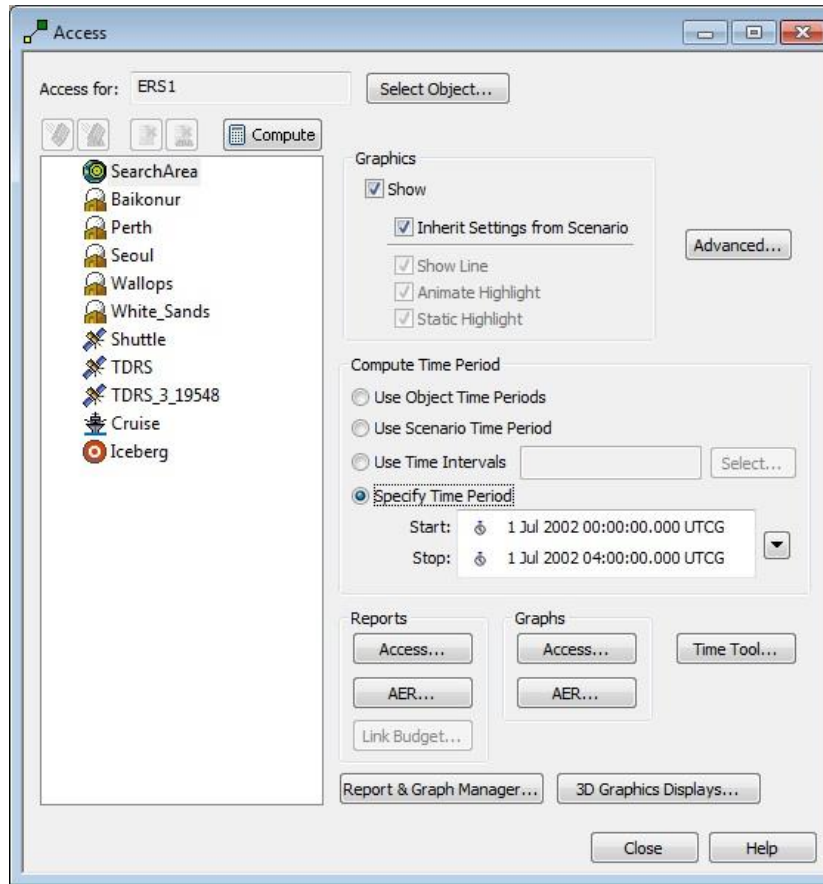 Access
Access for: ERS1 Select Object...
Compute
SearchArea
Baikonur
Perth
Seoul
Wallops
White_Sands
Shuttle
TDRS
TDRS_3_19548
Cruise
Iceberg
Graphics
Show
Inherit Settings from Scenario
Show Line
Animate Highlight
Static Highlight
Advanced...
Compute Time Period
Use Object Time Periods
Use Scenario Time Period
Use Time Intervals Select...
Specify Time Period
Start: 1 Jul 2002 00:00:00.000 UTCG
Stop: 1 Jul 2002 04:00:00.000 UTCG
Reports
Access...
AER...
Link Budget...
Graphs
Access...
AER...
Time Tool...
Report & Graph Manager... 3D Graphics Displays...
Close Help